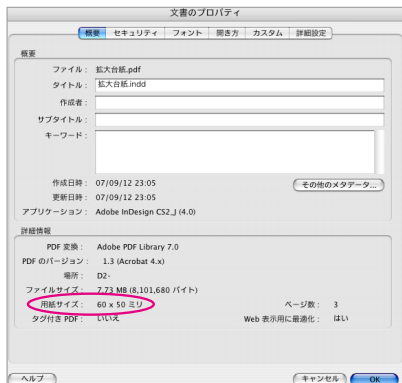 文書のプロパティ
概要 セキュリティ フォント 開き方 カスタム 詳細設定
概要
ファイル： 拡大台紙.pdf
タイトル： 拡大台紙.indd
作成者：
サブタイトル：
キーワード：
作成日時： 07/09/12 23:05
その他のメタデータ...
更新日時： 07/09/12 23:05
アプリケーション： Adobe InDesign CS2_J (4.0)
詳細情報
PDF 変換： Adobe PDF Library 7.0
PDF のバージョン： 1.3 (Acrobat 4.x)
場所： D2-
ファイルサイズ： 7.73 MB (8,101,680 バイト)
用紙サイズ： 60 x 50 ミリ ページ数： 3
タグ付き PDF： いいえ Web 表示用に最適化： はい
ヘルプ キャンセル OK